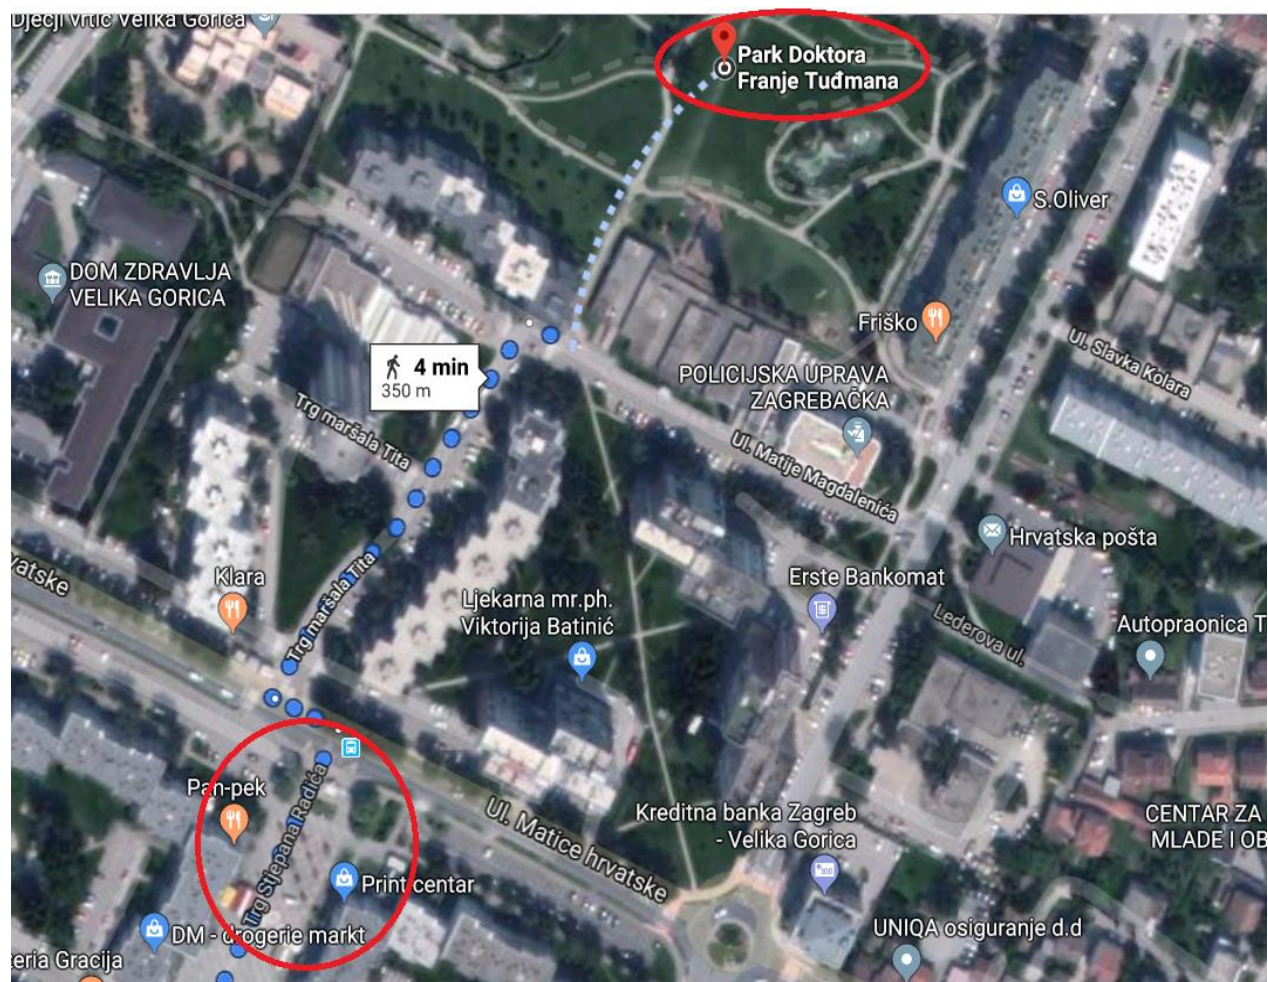 Dječji vrtić Velika Gorica
Park Doktora
Franje Tuđmana
S.Oliver
DOM ZDRAVLJA
VELIKA GORICA
Friško
Ul. Slavka Kolara
4 min
350 m
POLICIJSKA UPRAVA
ZAGREBAČKA
Trg maršala Tita
Ul. Matije Magdalenića
Hrvatska pošta
vatske
Klara
Erste Bankomat
Trg maršala Tita
Ljekarna mr.ph.
Viktorija Batinić
Lederova ul.
Autopraonica T
Pan-pek
Trg Stjepana Radića
Ul. Matice hrvatske
Kreditna banka Zagreb
- Velika Gorica
CENTAR ZA
MLADE I OB
Print centar
DM - drogerie markt
UNIQA osiguranje d.d
eria Gracija